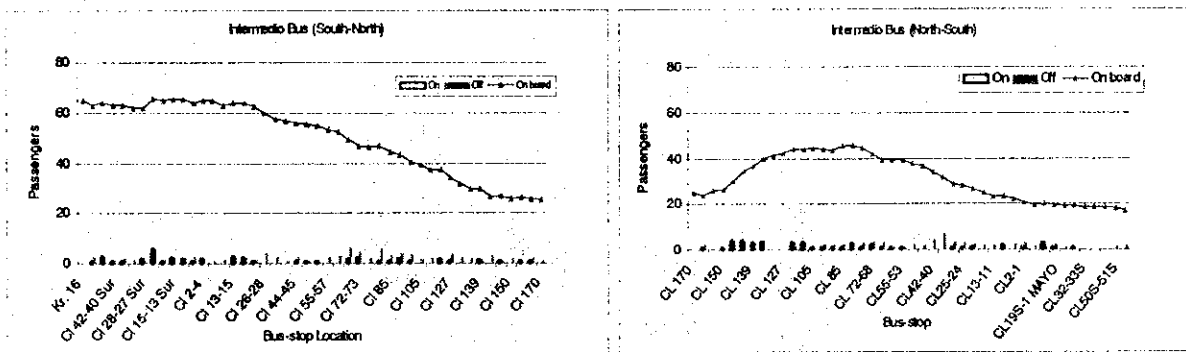 Intermedio Bus (South-North)
80
On Off On board
60
40
20
0
Passengers
Kr. 16
Cl 42-40 Sur
Cl 28-27 Sur
Cl 15-13 Sur
Cl 2-4
Cl 13-15
Cl 26-28
Cl 44-45
Cl 55-57
Cl 72-73
Cl 85
Cl 105
Cl 127
Cl 139
Cl 150
Cl 170
Bus-stop Location
Intermedio Bus (North-South)
80
On Off On board
60
40
20
0
Passengers
CL 170
CL 150
CL 139
CL 127
CL 105
CL 85
CL 72-68
CL55-53
CL42-40
CL25-24
CL13-11
CL2-1
CL19S-1 MAYO
CL32-33S
CL50S-51S
Bus-stop